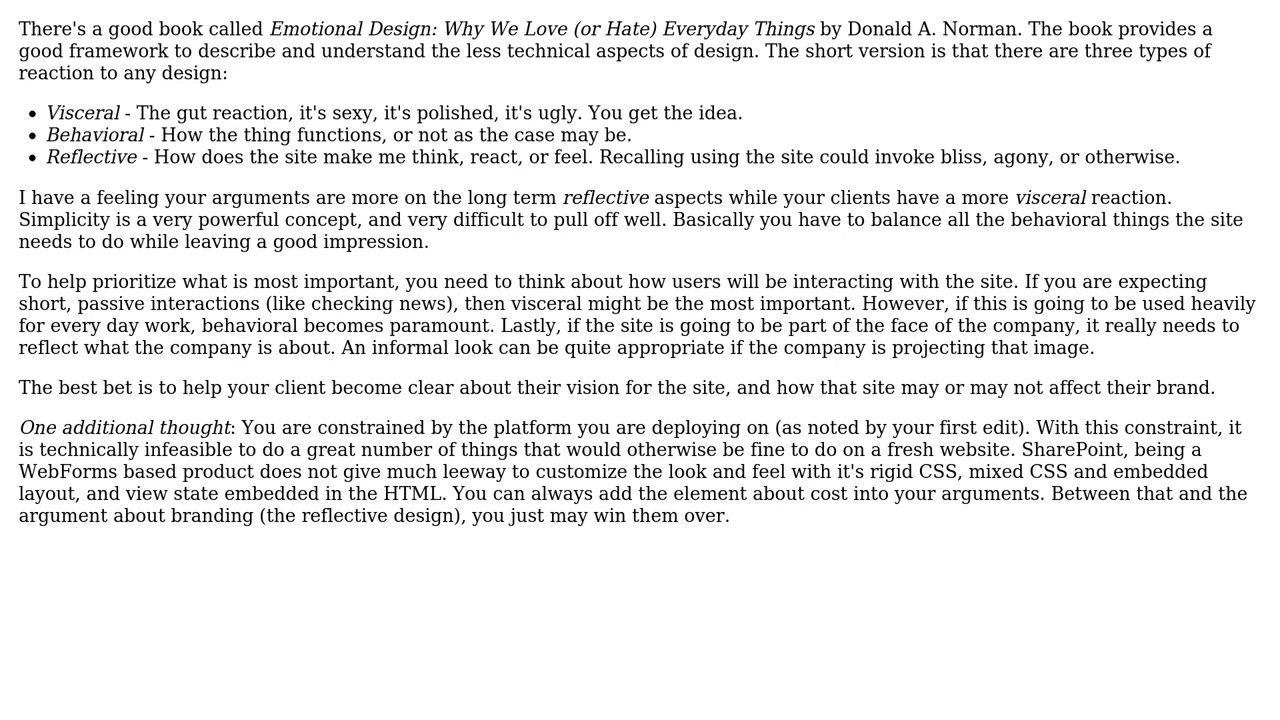 There's a good book called Emotional Design: Why We Love (or Hate) Everyday Things by Donald A. Norman. The book provides a
good framework to describe and understand the less technical aspects of design. The short version is that there are three types of
reaction to any design:
• Visceral - The gut reaction, it's sexy, it's polished, it's ugly. You get the idea.
• Behavioral - How the thing functions, or not as the case may be.
• Reflective - How does the site make me think, react, or feel. Recalling using the site could invoke bliss, agony, or otherwise.
I have a feeling your arguments are more on the long term reflective aspects while your clients have a more visceral reaction.
Simplicity is a very powerful concept, and very difficult to pull off well. Basically you have to balance all the behavioral things the site
needs to do while leaving a good impression.
To help prioritize what is most important, you need to think about how users will be interacting with the site. If you are expecting
short, passive interactions (like checking news), then visceral might be the most important. However, if this is going to be used heavily
for every day work, behavioral becomes paramount. Lastly, if the site is going to be part of the face of the company, it really needs to
reflect what the company is about. An informal look can be quite appropriate if the company is projecting that image.
The best bet is to help your client become clear about their vision for the site, and how that site may or may not affect their brand.
One additional thought: You are constrained by the platform you are deploying on (as noted by your first edit). With this constraint, it
is technically infeasible to do a great number of things that would otherwise be fine to do on a fresh website. SharePoint, being a
WebForms based product does not give much leeway to customize the look and feel with it's rigid CSS, mixed CSS and embedded
layout, and view state embedded in the HTML. You can always add the element about cost into your arguments. Between that and the
argument about branding (the reflective design), you just may win them over.